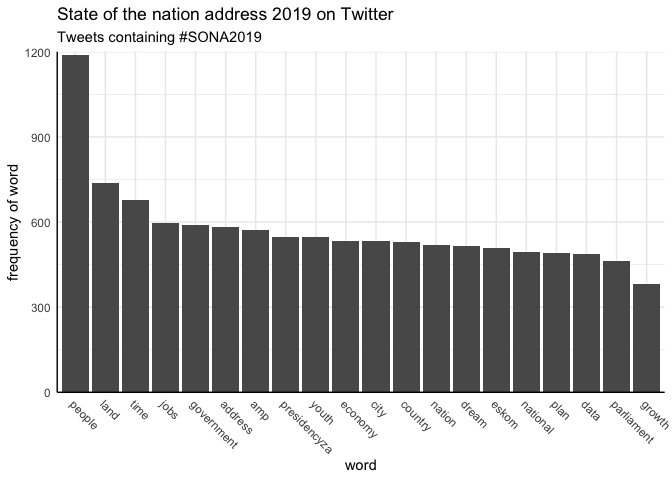 State of the nation address 2019 on Twitter
Tweets containing #SONA2019
frequency of word
1200
900
600
300
0
people
land
time
jobs
government
address
amp
presidencyza
youth
economy
city
country
nation
dream
eskom
national
plan
data
parliament
growth
word